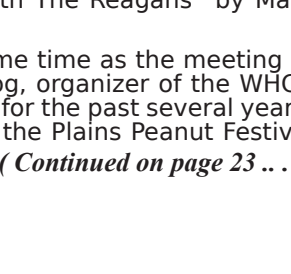 th The Reagans" by Ma
me time as the meeting
og, organizer of the WHC
for the past several year
the Plains Peanut Festiv
( Continued on page 23 .. .